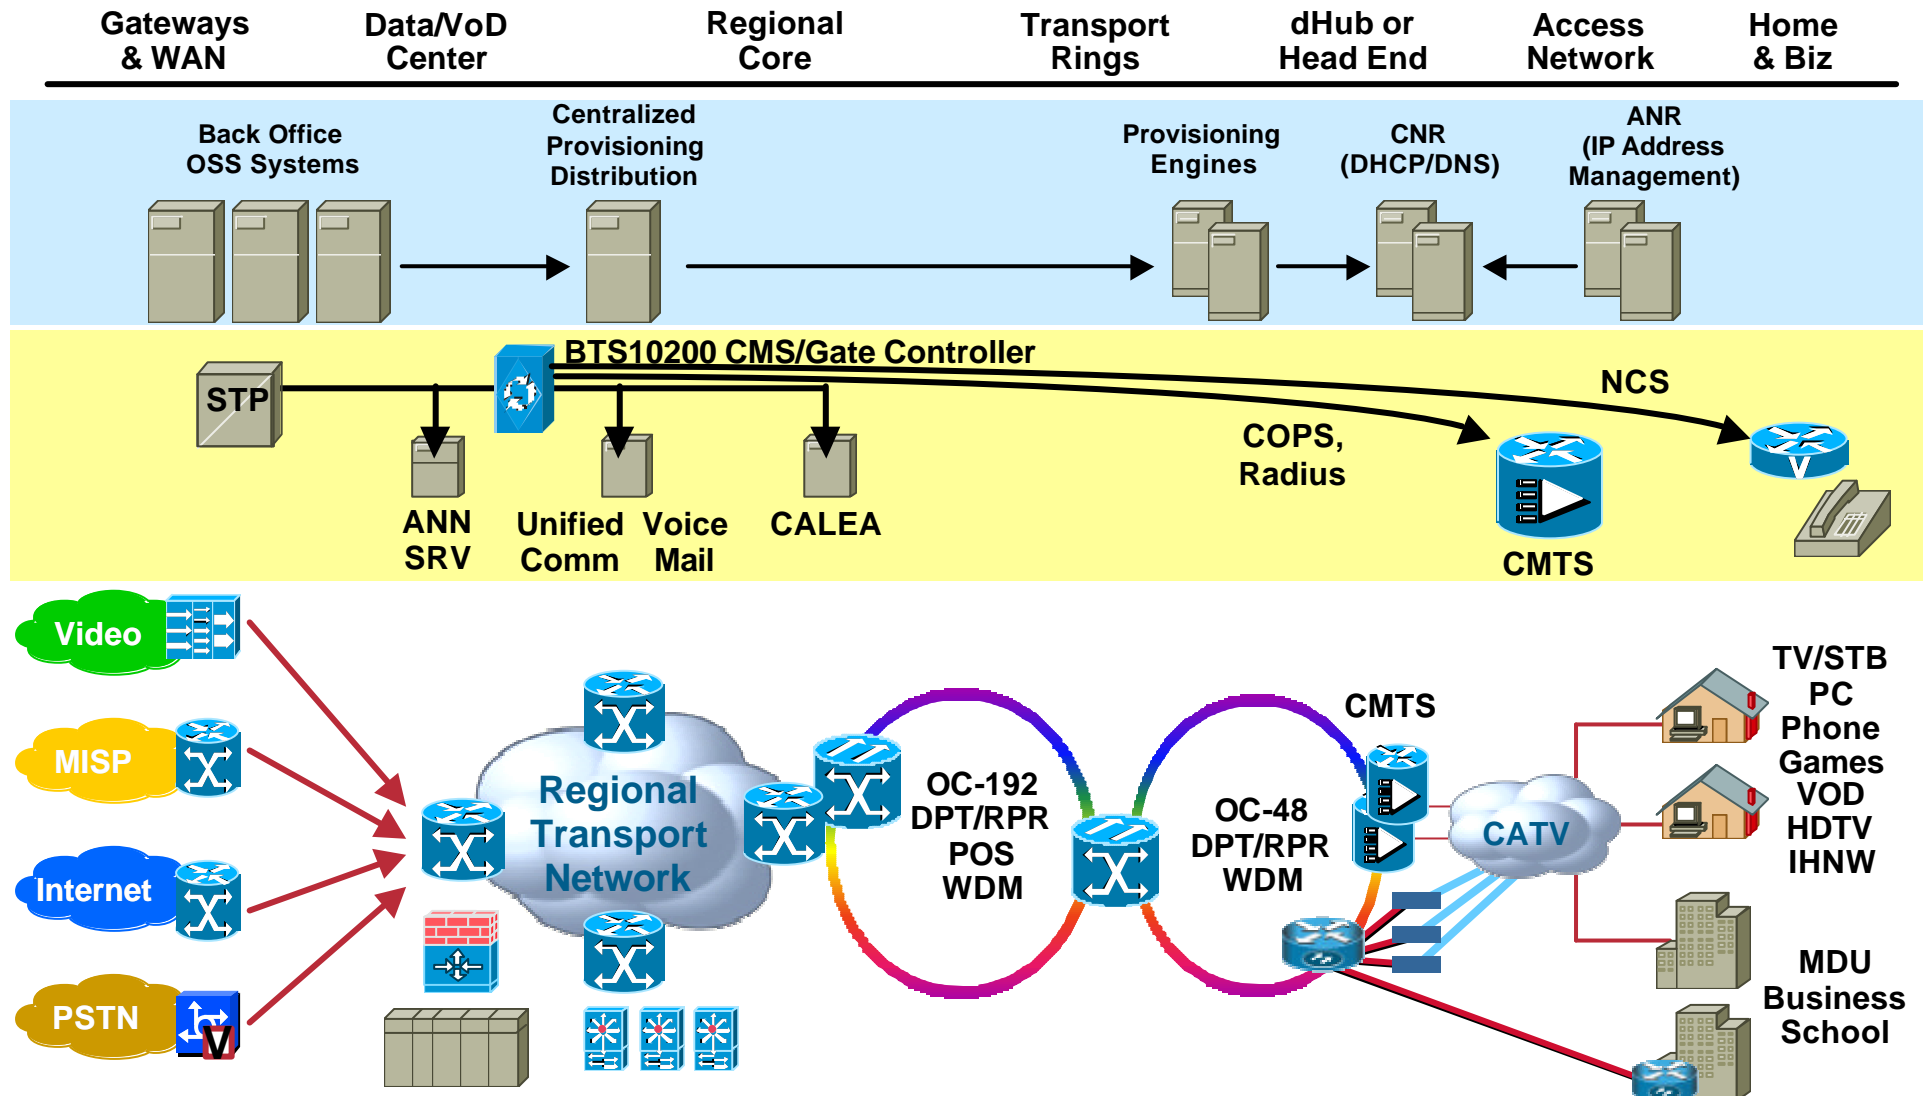 Gateways
& WAN
Data/VoD
Center
Regional
Core
Transport
Rings
dHub or
Head End
Access
Network
Home
& Biz
Back Office
OSS Systems
Centralized
Provisioning
Distribution
Provisioning
Engines
CNR
(DHCP/DNS)
ANR
(IP Address
Management)
BTS10200 CMS/Gate Controller
STP
NCS
COPS,
Radius
V
ANN
SRV
Unified
Comm
Voice
Mail
CALEA
CMTS
Video
MISP
Internet
PSTN
V
Regional
Transport
Network
OC-192
DPT/RPR
POS
WDM
OC-48
DPT/RPR
WDM
CMTS
CATV
TV/STB
PC
Phone
Games
VOD
HDTV
IHNW
MDU
Business
School